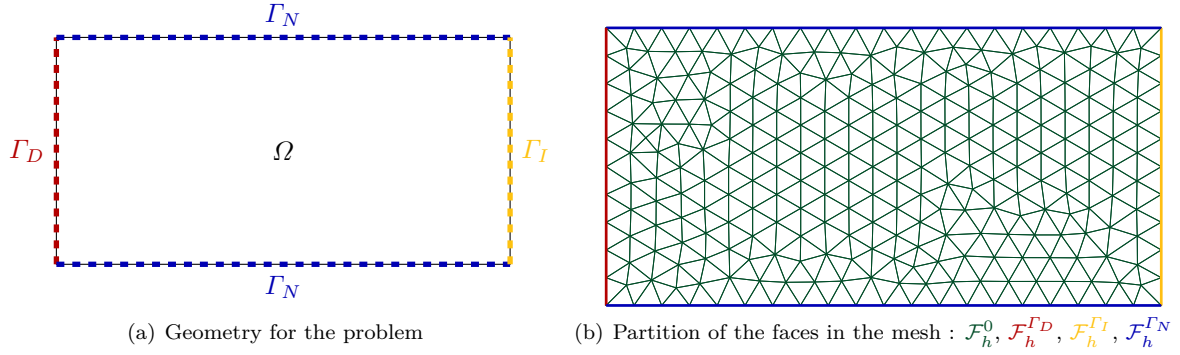 Γ_N
Γ_D Ω Γ_I
Γ_N
(a) Geometry for the problem
(b) Partition of the faces in the mesh : 𝓕_h^0, 𝓕_h^{Γ_D}, 𝓕_h^{Γ_I}, 𝓕_h^{Γ_N}